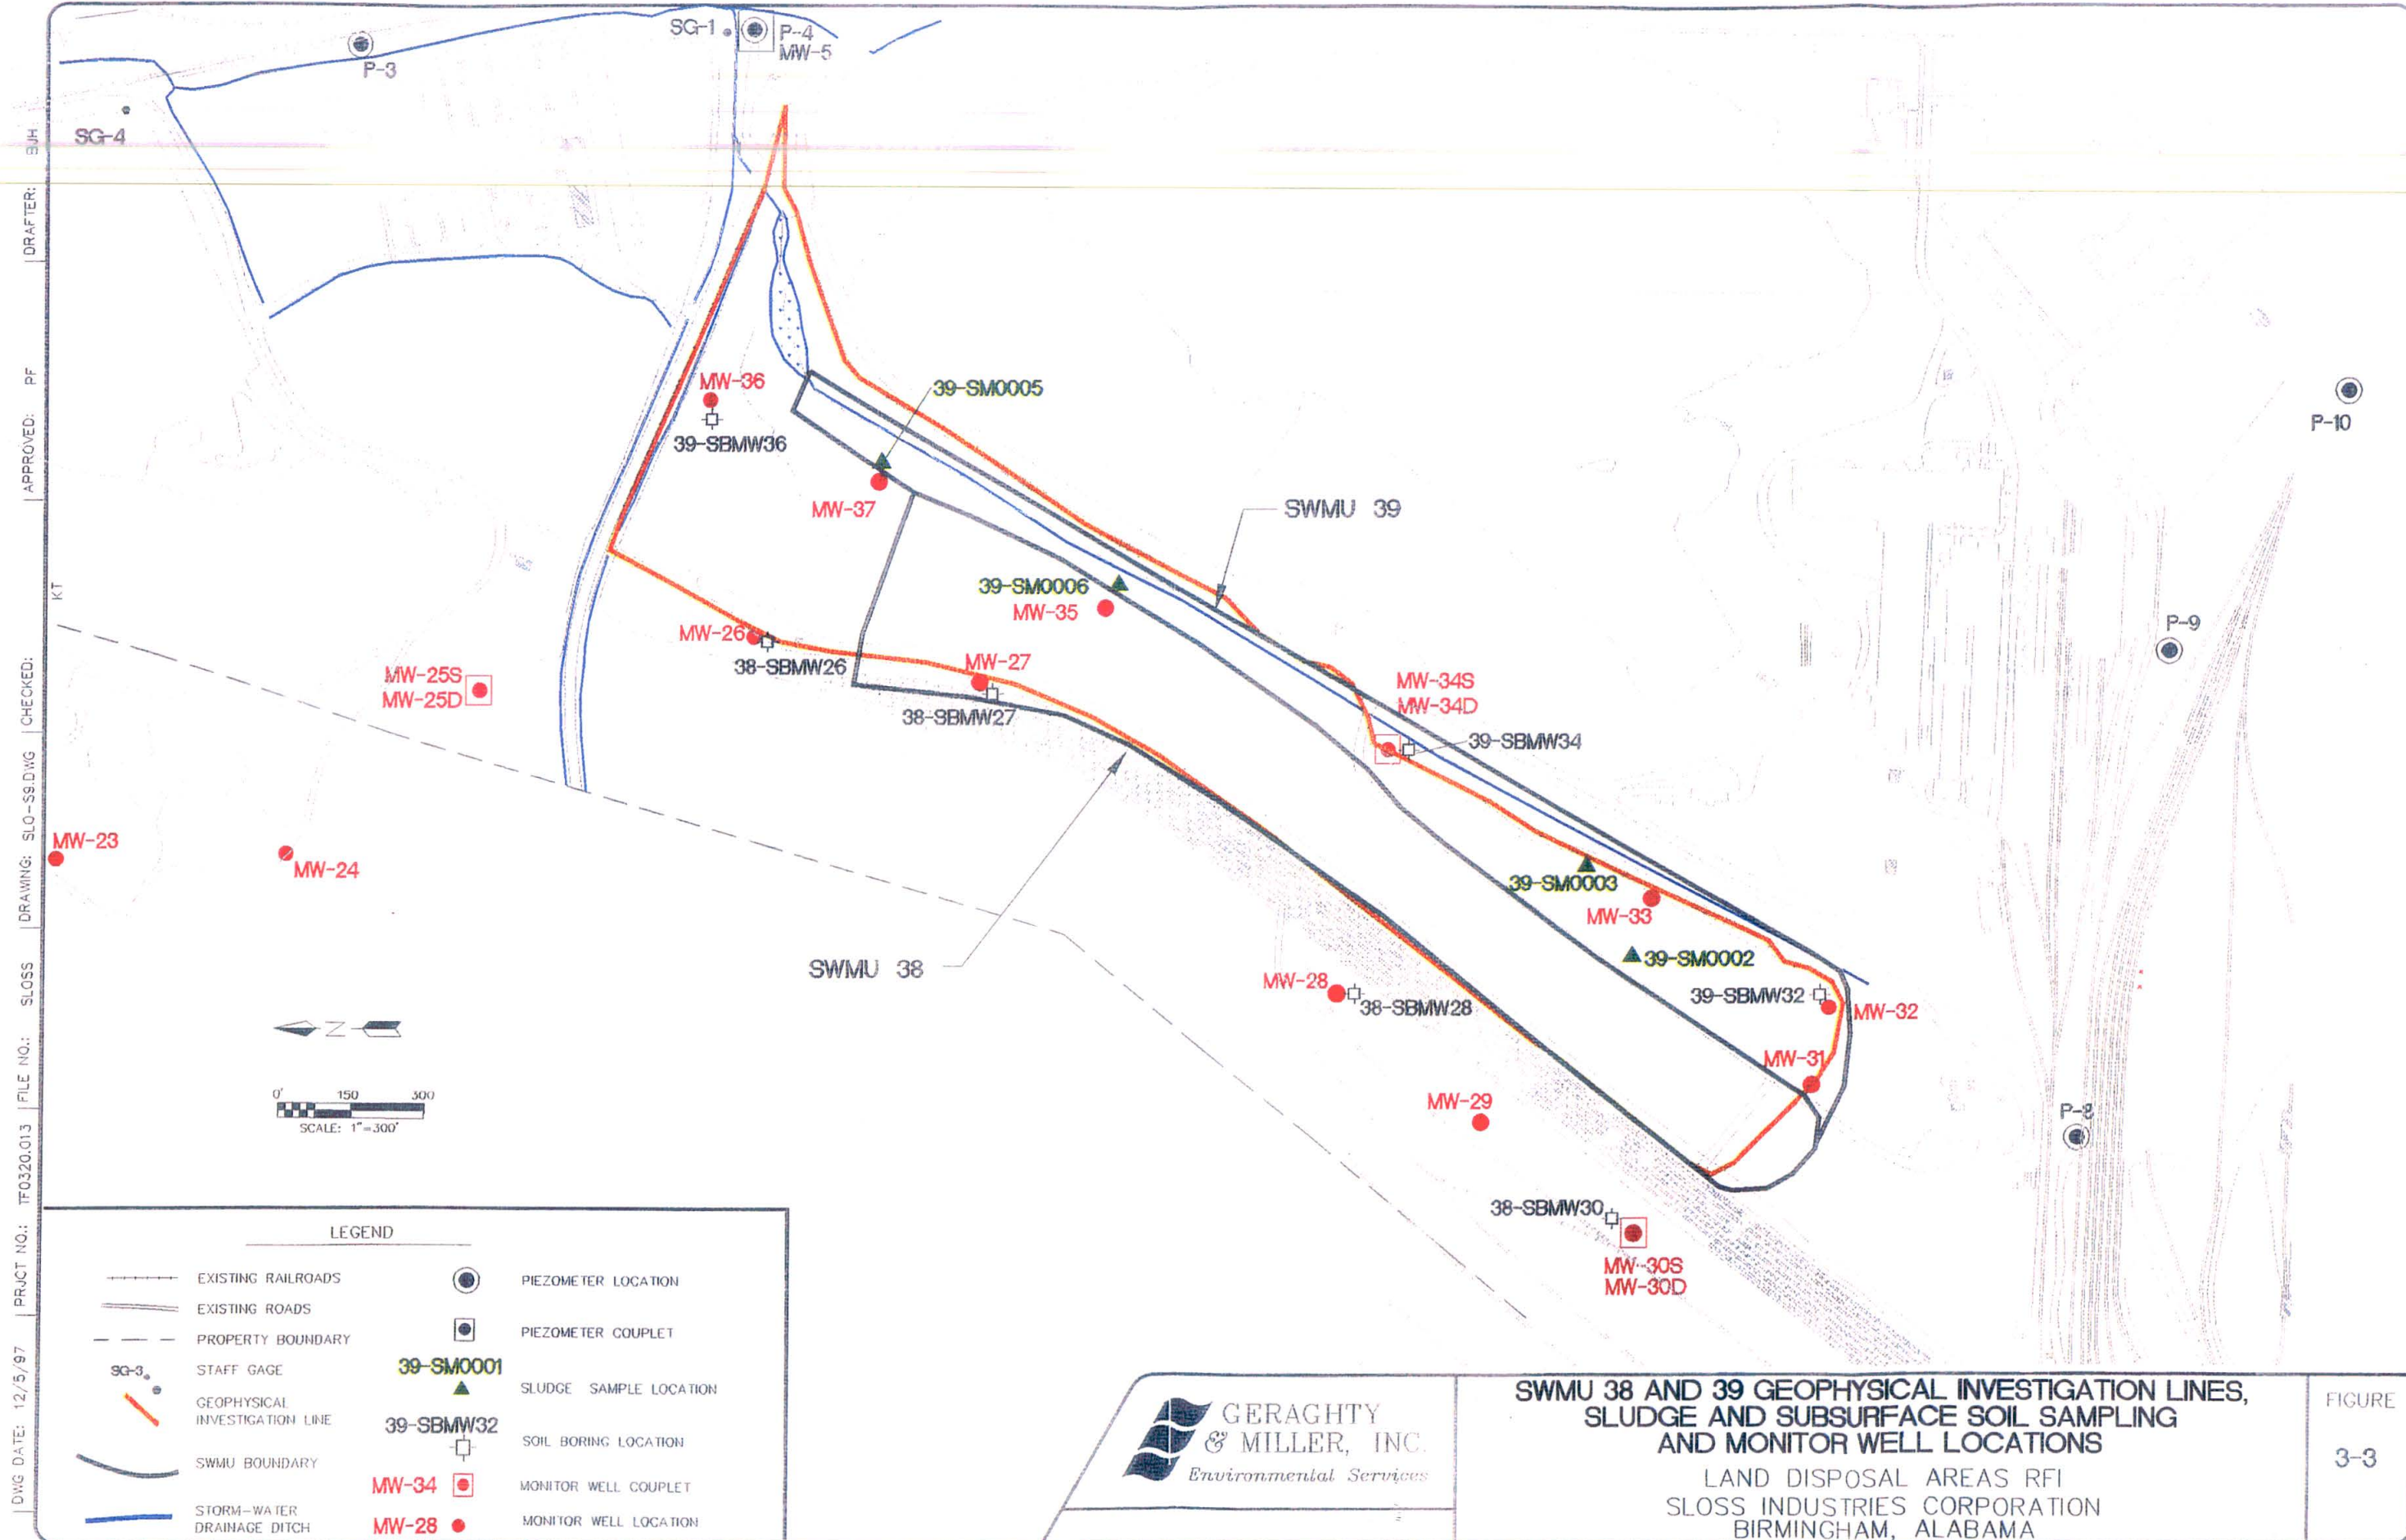 SG-1
P-4
MW-5
P-3
SG-4
MW-36
39-SBMW36
39-SM0005
MW-37
SWMU 39
P-10
39-SM0006
MW-35
MW-26
38-SBMW26
MW-27
38-SBMW27
MW-25S
MW-25D
MW-34S
MW-34D
39-SBMW34
P-9
MW-23
MW-24
39-SM0003
MW-33
39-SM0002
SWMU 38
MW-28
38-SBMW28
39-SBMW32
MW-32
MW-31
MW-29
P-8
38-SBMW30
MW-30S
MW-30D
N
0' 150 300
SCALE: 1"=300'
LEGEND
EXISTING RAILROADS
EXISTING ROADS
PROPERTY BOUNDARY
SG-3
STAFF GAGE
GEOPHYSICAL
INVESTIGATION LINE
SWMU BOUNDARY
STORM-WATER
DRAINAGE DITCH
PIEZOMETER LOCATION
PIEZOMETER COUPLET
39-SM0001
SLUDGE SAMPLE LOCATION
39-SBMW32
SOIL BORING LOCATION
MW-34
MONITOR WELL COUPLET
MW-28
MONITOR WELL LOCATION
GERAGHTY
& MILLER, INC.
Environmental Services
SWMU 38 AND 39 GEOPHYSICAL INVESTIGATION LINES,
SLUDGE AND SUBSURFACE SOIL SAMPLING
AND MONITOR WELL LOCATIONS
LAND DISPOSAL AREAS RFI
SLOSS INDUSTRIES CORPORATION
BIRMINGHAM, ALABAMA
FIGURE
3-3
DWG DATE: 12/5/97 | PRJCT NO.: TF0320.013 | FILE NO.: SLOSS | DRAWING: SLO-S9.DWG | CHECKED: KT | APPROVED: PF | DRAFTER: BJH